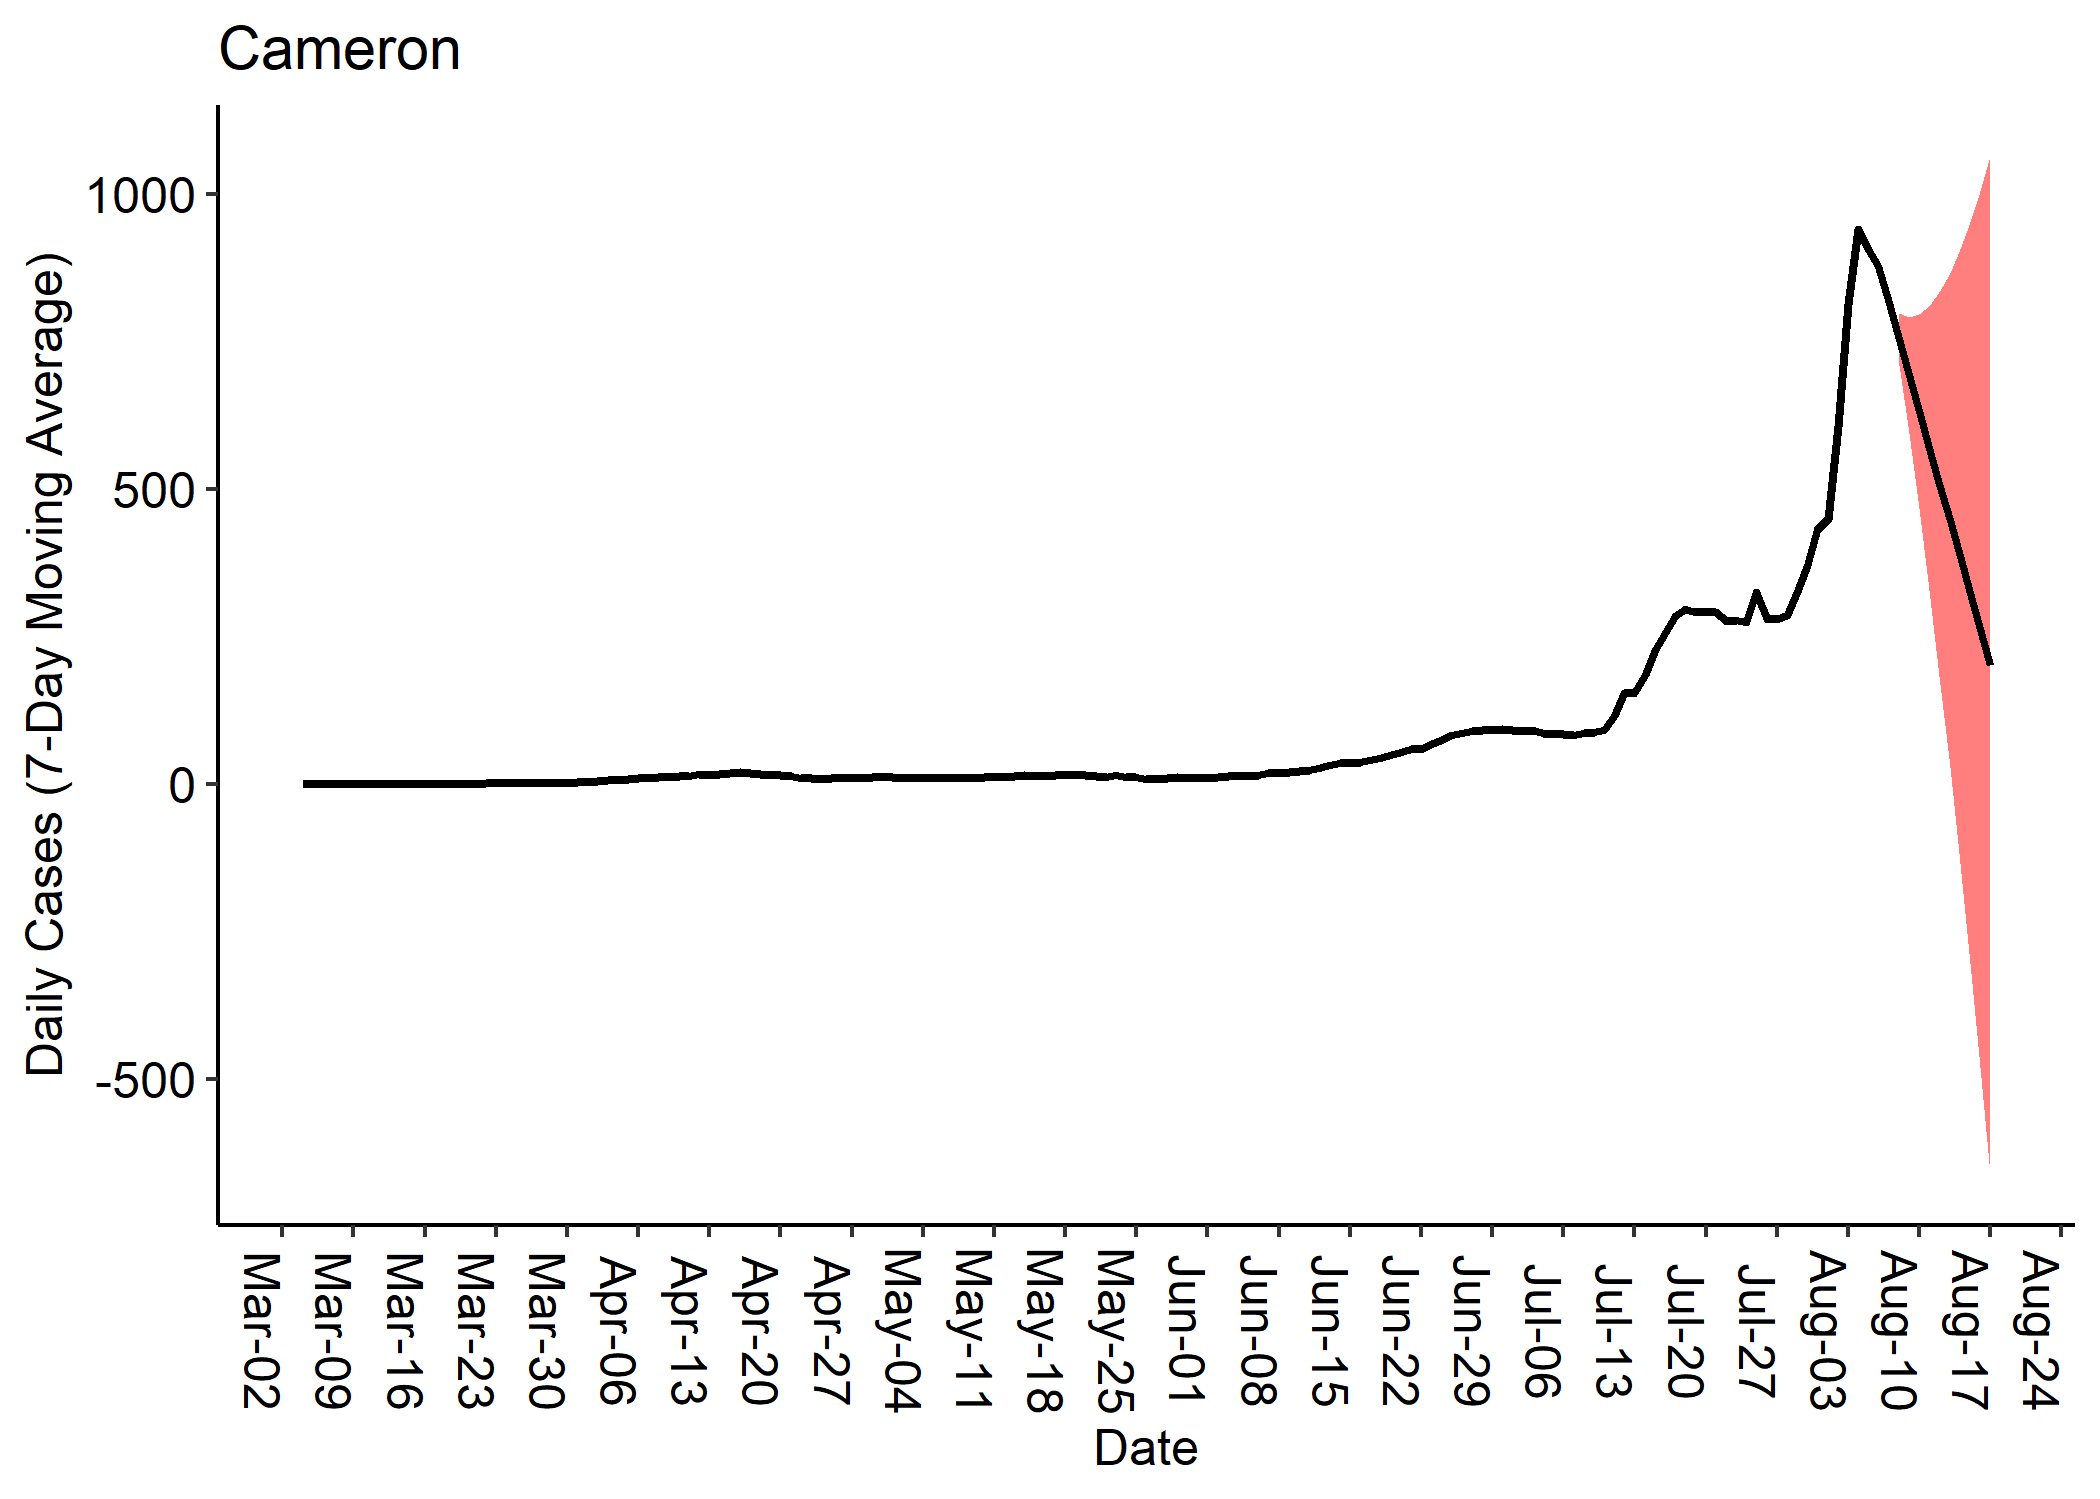 Cameron
Daily Cases (7-Day Moving Average)
1000
500
0
-500
Mar-02
Mar-09
Mar-16
Mar-23
Mar-30
Apr-06
Apr-13
Apr-20
Apr-27
May-04
May-11
May-18
May-25
Jun-01
Jun-08
Jun-15
Jun-22
Jun-29
Jul-06
Jul-13
Jul-20
Jul-27
Aug-03
Aug-10
Aug-17
Aug-24
Date